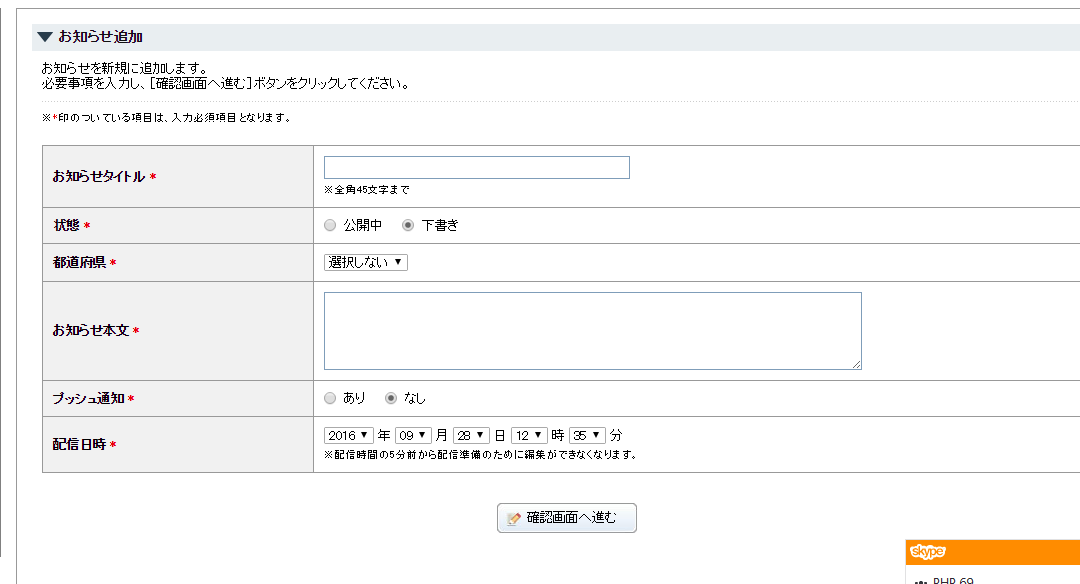 お知らせ追加
お知らせを新規に追加します。
必要事項を入力し、[確認画面へ進む]ボタンをクリックしてください。
※*印のついている項目は、入力必須項目となります。
お知らせタイトル *
※全角45文字まで
状態 * 公開中 下書き
都道府県 * 選択しない
お知らせ本文 *
プッシュ通知 * あり なし
配信日時 * 2016 年 09 月 28 日 12 時 35 分
※配信時間の5分前から配信準備のために編集ができなくなります。
確認画面へ進む
skype
PHP 69